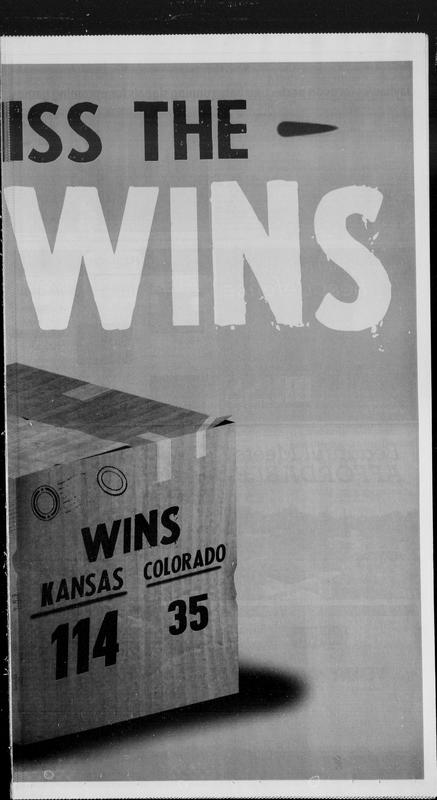 ISS THE
WINS
WINS
KANSAS COLORADO
114 35